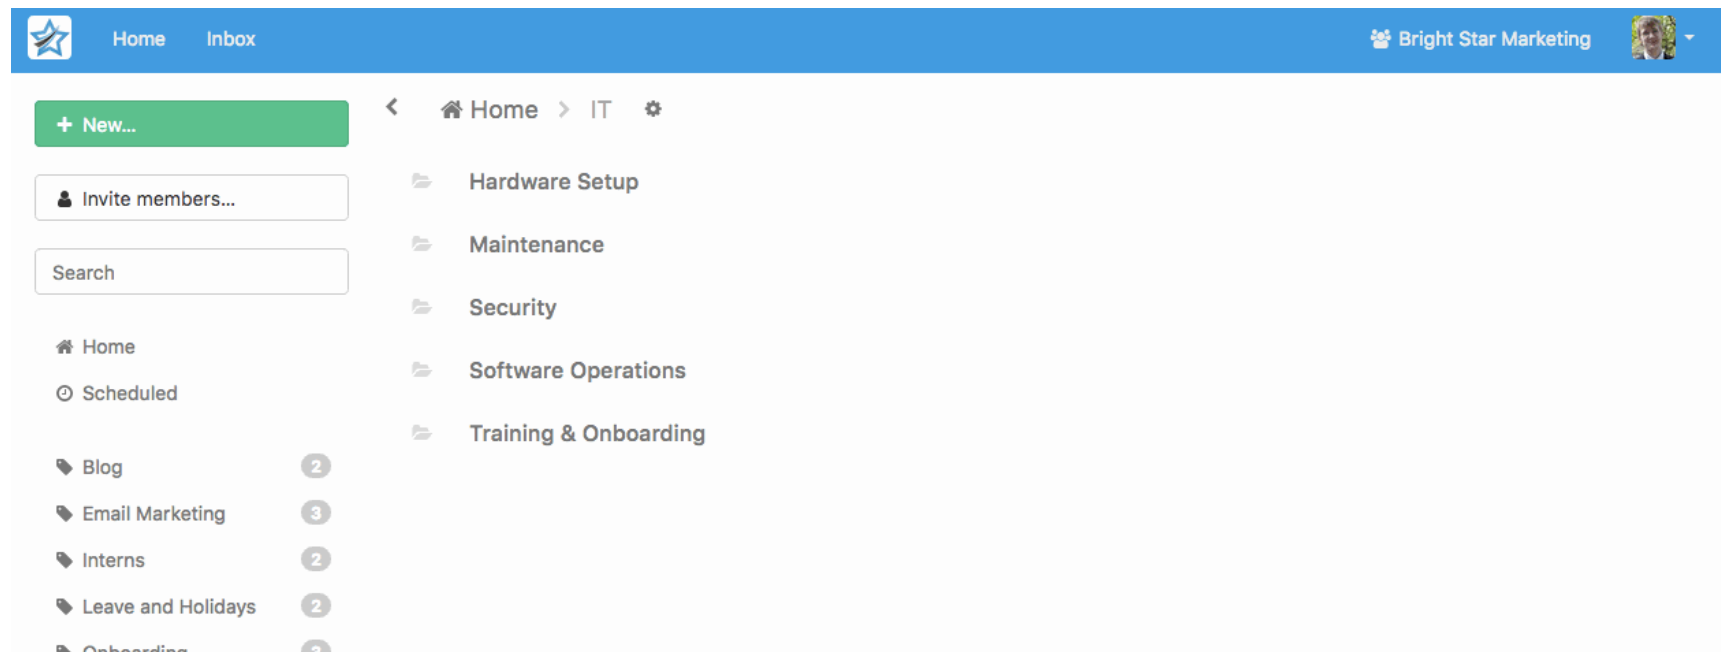 Home Inbox Bright Star Marketing
+ New...
Invite members...
Search
Home
Scheduled
Blog 2
Email Marketing 3
Interns 2
Leave and Holidays 2
Onboarding
Home > IT
Hardware Setup
Maintenance
Security
Software Operations
Training & Onboarding